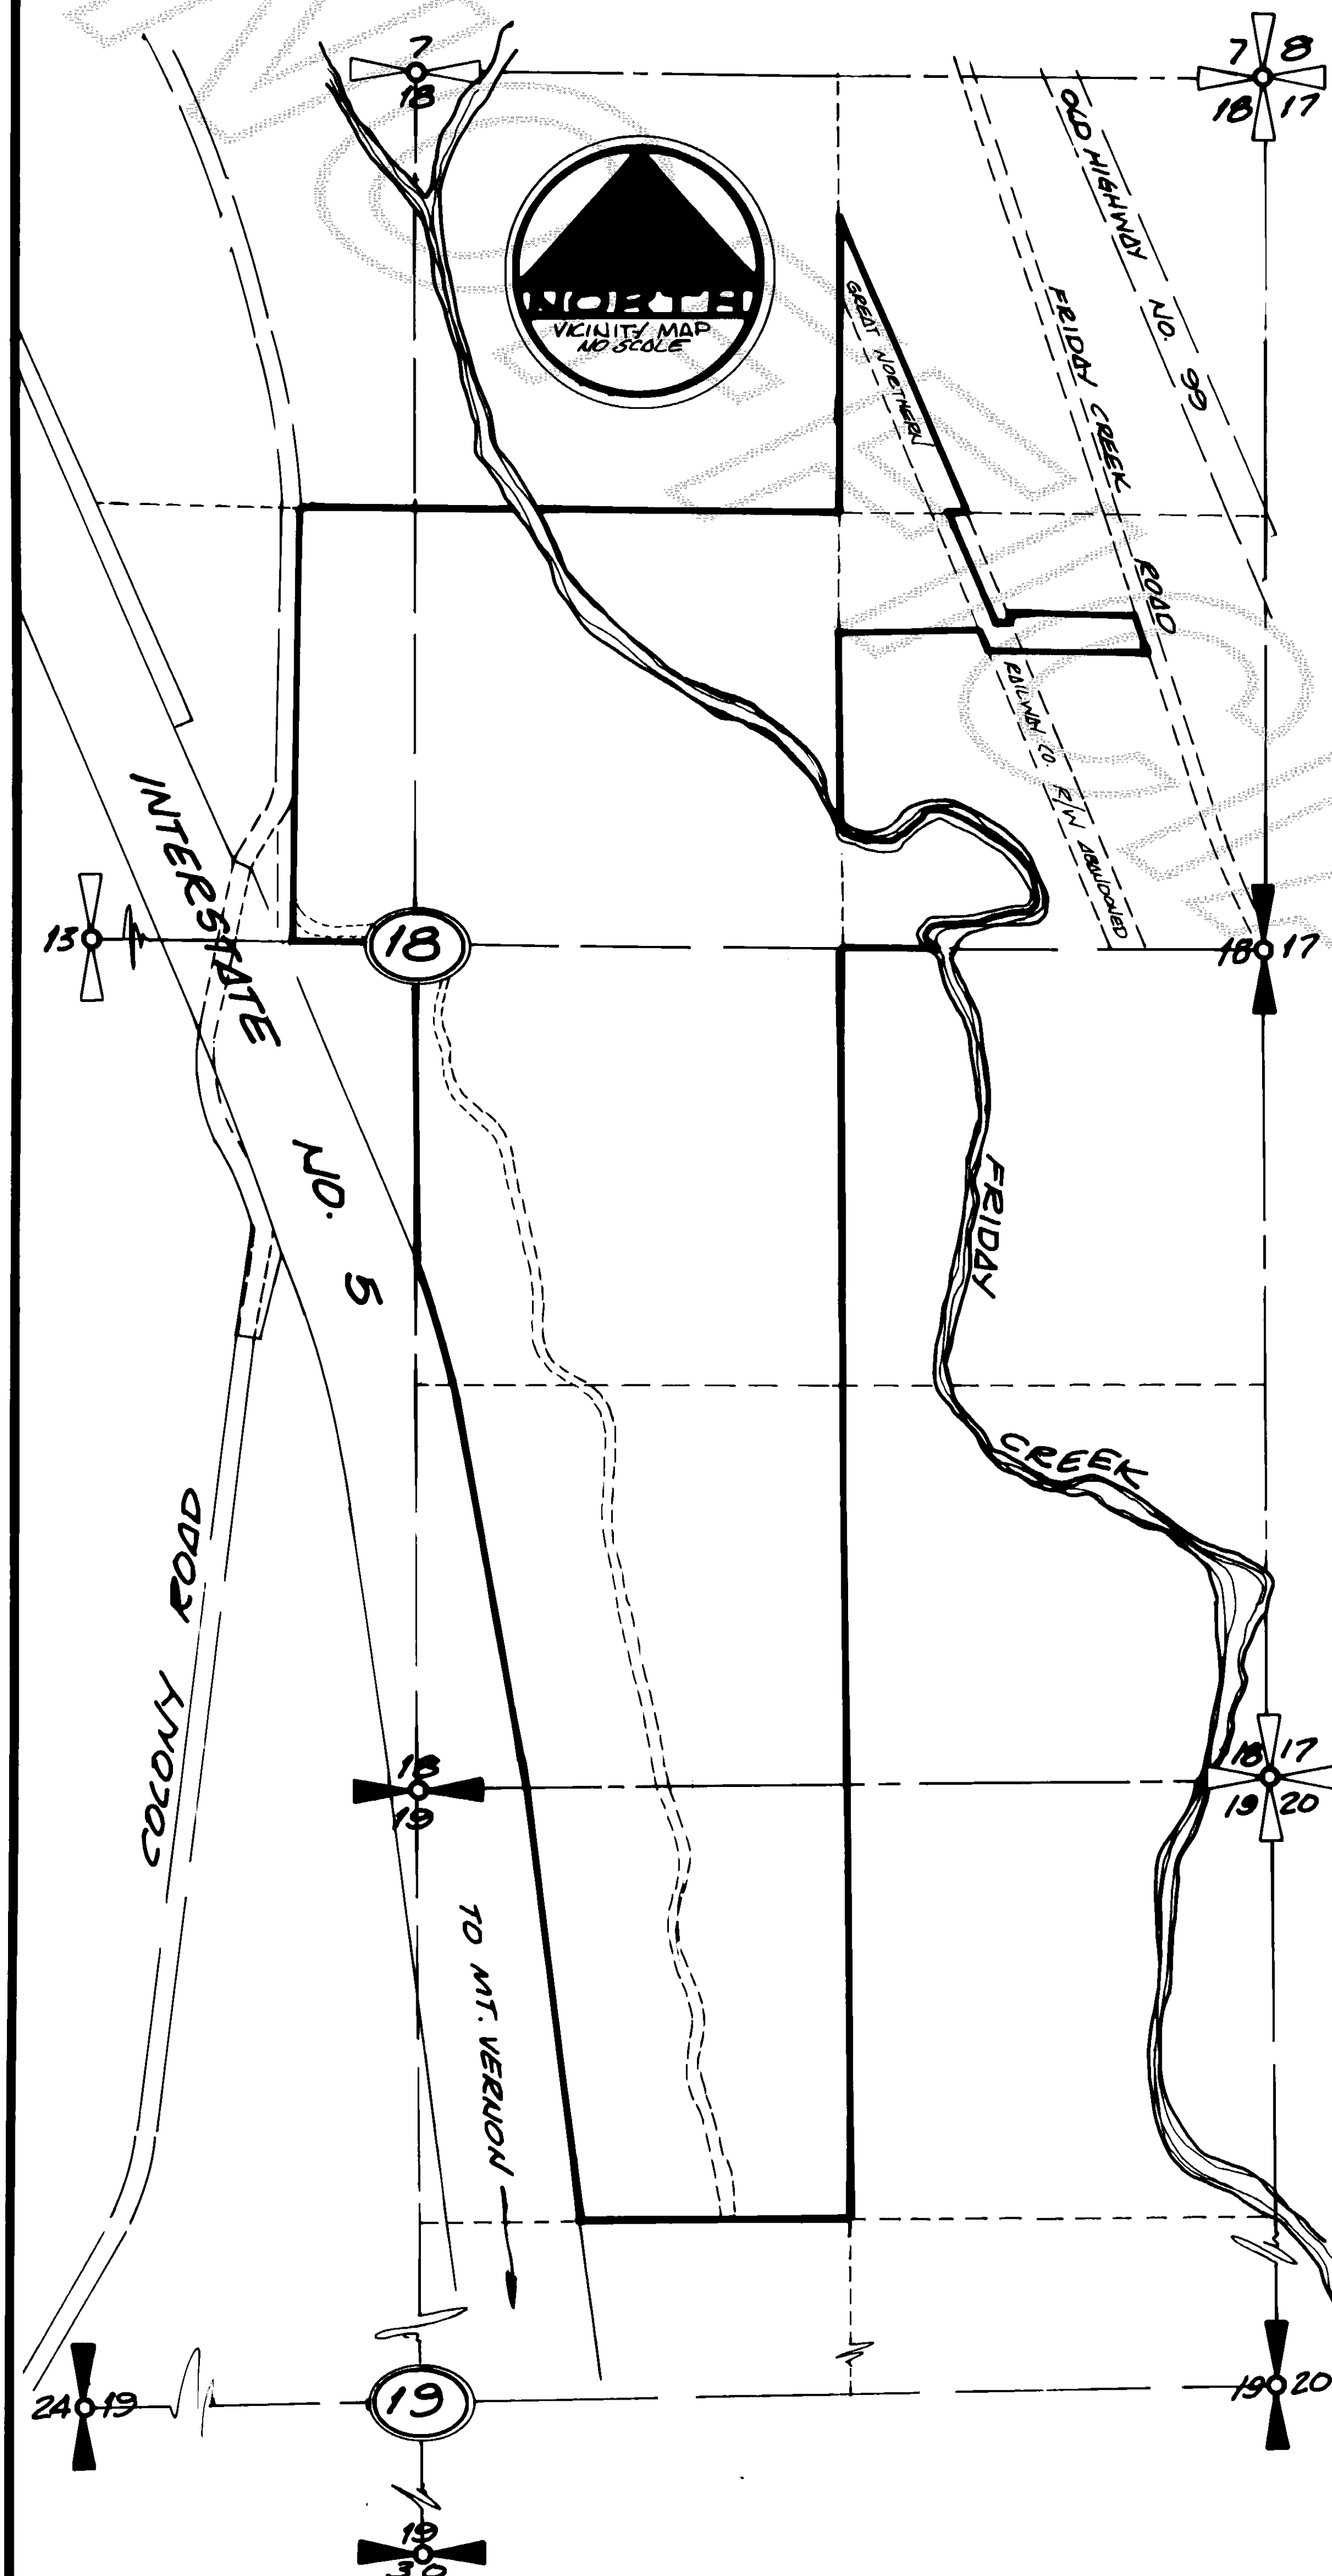 7
18
7 8
18 17
OLD HIGHWAY NO. 99
NORTH
VICINITY MAP
NO SCALE
GREAT NORTHERN
FRIDAY CREEK ROAD
RAILWAY CO. R/W ABANDONED
INTERSTATE NO. 5
13
18
18 17
FRIDAY CREEK
COLONY ROAD
18
19
18 17
19 20
TO MT. VERNON
24 19
19
19 20
19
30